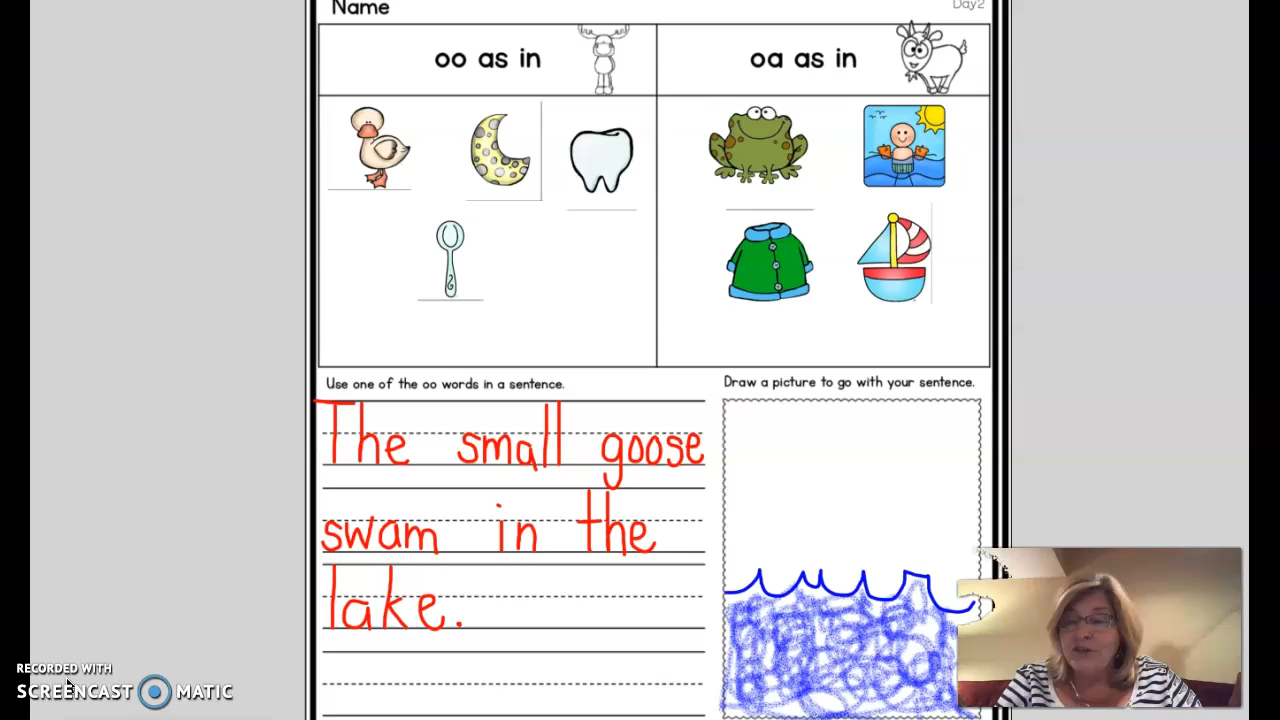 Name
Day2
oo as in
oa as in
Use one of the oo words in a sentence.
Draw a picture to go with your sentence.
The small goose
swam in the
lake.
RECORDED WITH
SCREENCAST MATIC